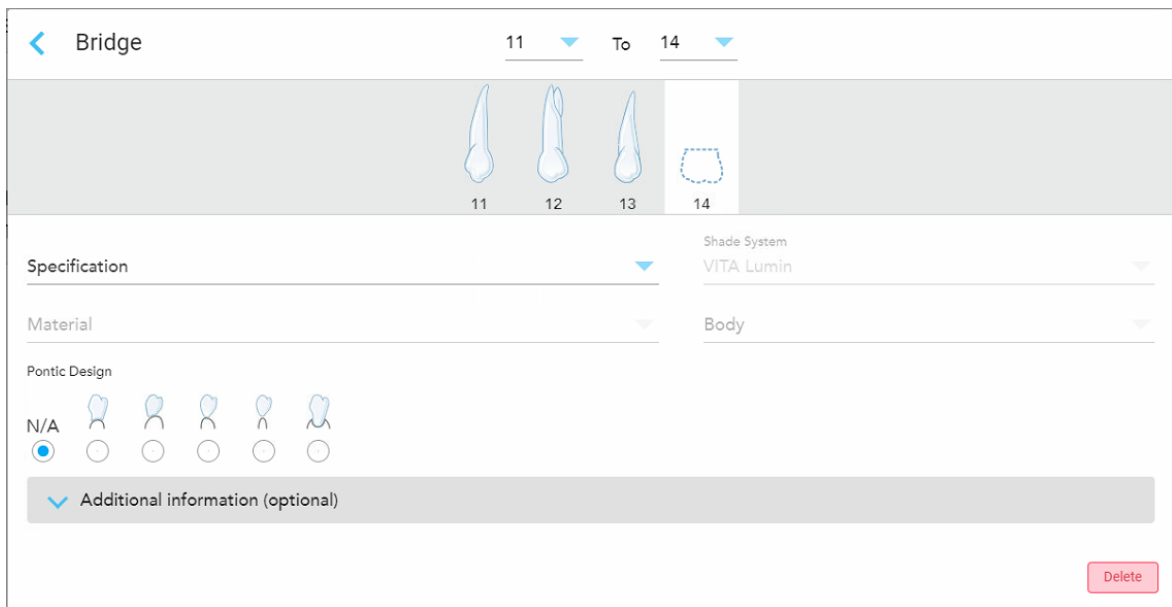 Bridge 11 To 14
11 12 13 14
Shade System
Specification VITA Lumin
Material Body
Pontic Design
N/A
Additional information (optional)
Delete